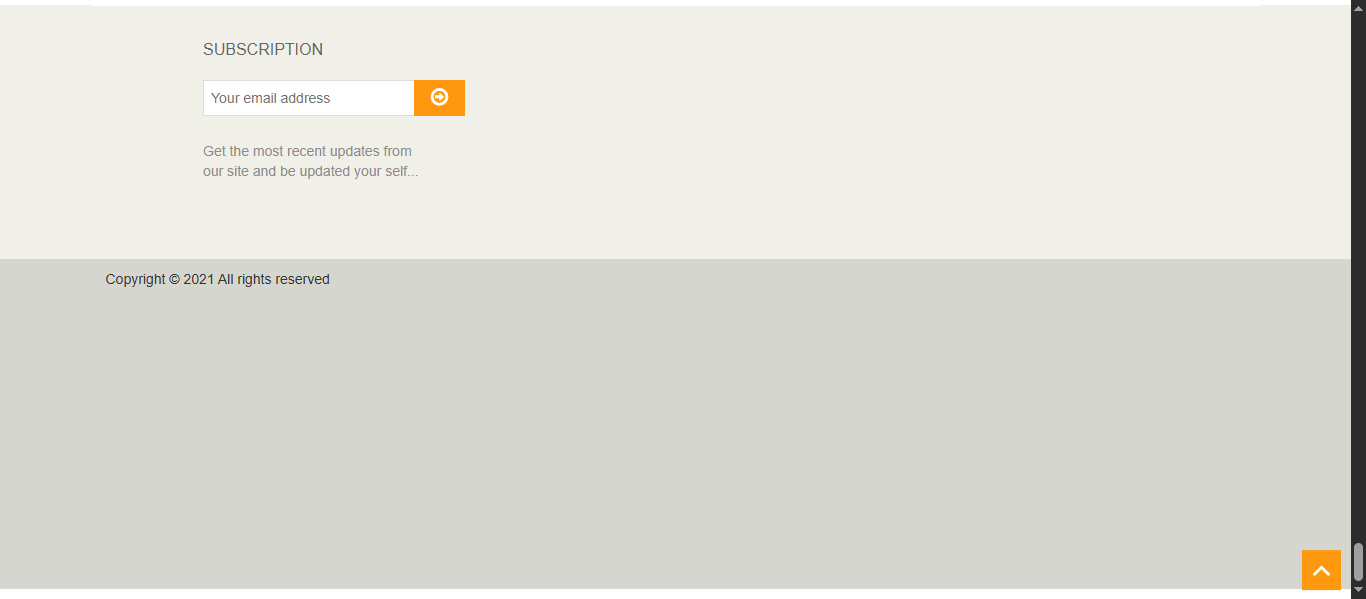 SUBSCRIPTION
Your email address
Get the most recent updates from
our site and be updated your self...
Copyright © 2021 All rights reserved